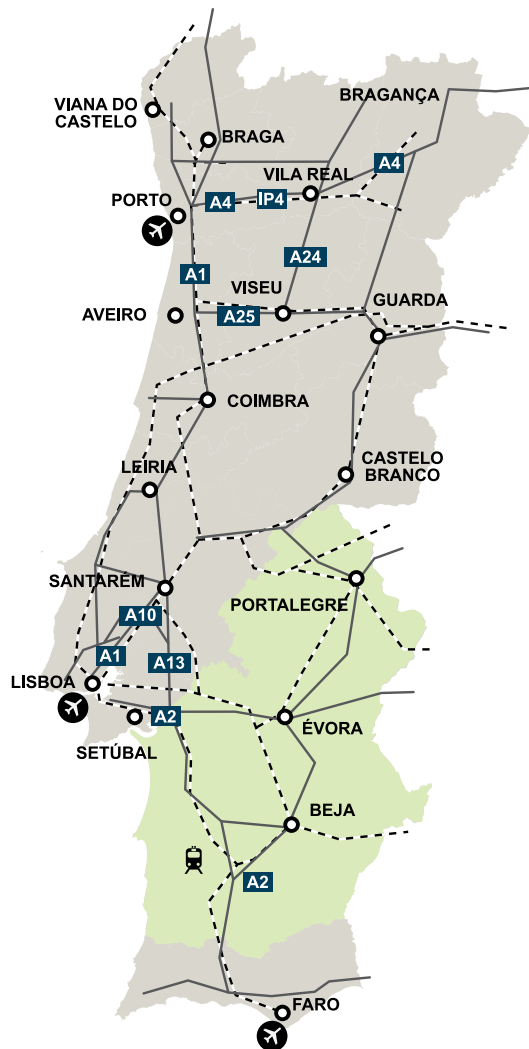 BRAGANÇA
VIANA DO
CASTELO
BRAGA
A4
VILA REAL
A4
IP4
PORTO
A24
A1
VISEU
GUARDA
AVEIRO
A25
COIMBRA
CASTELO
BRANCO
LEIRIA
SANTARÉM
PORTALEGRE
A10
A1
A13
LISBOA
A2
ÉVORA
SETÚBAL
BEJA
A2
FARO